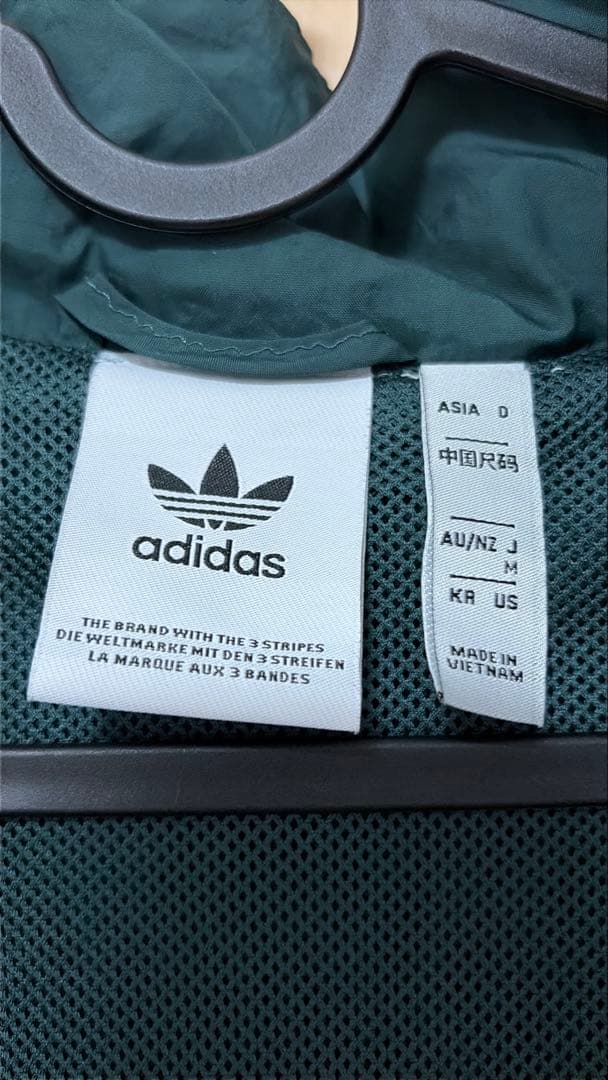 adidas
THE BRAND WITH THE 3 STRIPES
DIE WELTMARKE MIT DEN 3 STREIFEN
LA MARQUE AUX 3 BANDES
ASIA D
中国尺码
AU/NZ J
M
KR US
MADE IN
VIETNAM